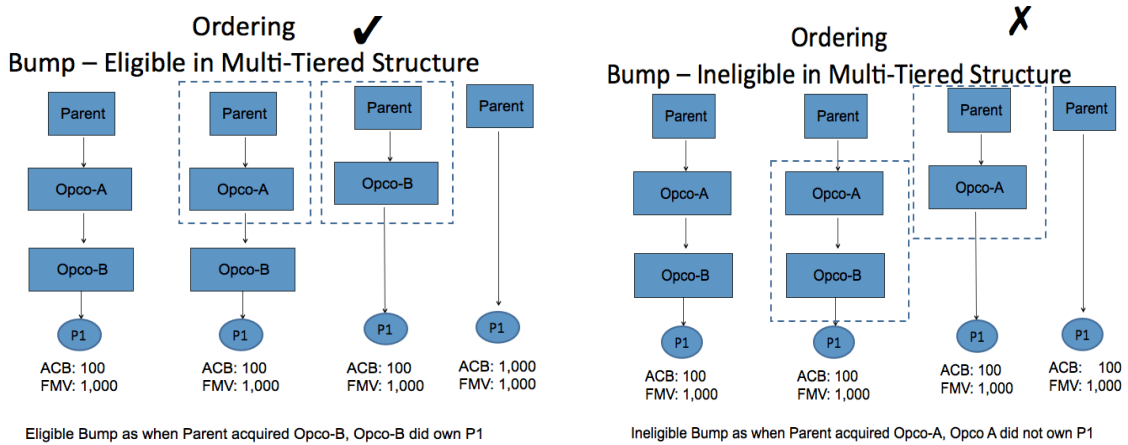 Ordering ✔
Bump – Eligible in Multi-Tiered Structure
Parent
Parent
Parent
Parent
Opco-A
Opco-A
Opco-B
Opco-B
Opco-B
P1
P1
P1
P1
ACB: 100
FMV: 1,000
ACB: 100
FMV: 1,000
ACB: 100
FMV: 1,000
ACB: 1,000
FMV: 1,000
Eligible Bump as when Parent acquired Opco-B, Opco-B did own P1
Ordering ✗
Bump – Ineligible in Multi-Tiered Structure
Parent
Parent
Parent
Parent
Opco-A
Opco-A
Opco-A
Opco-B
Opco-B
P1
P1
P1
P1
ACB: 100
FMV: 1,000
ACB: 100
FMV: 1,000
ACB: 100
FMV: 1,000
ACB: 100
FMV: 1,000
Ineligible Bump as when Parent acquired Opco-A, Opco A did not own P1